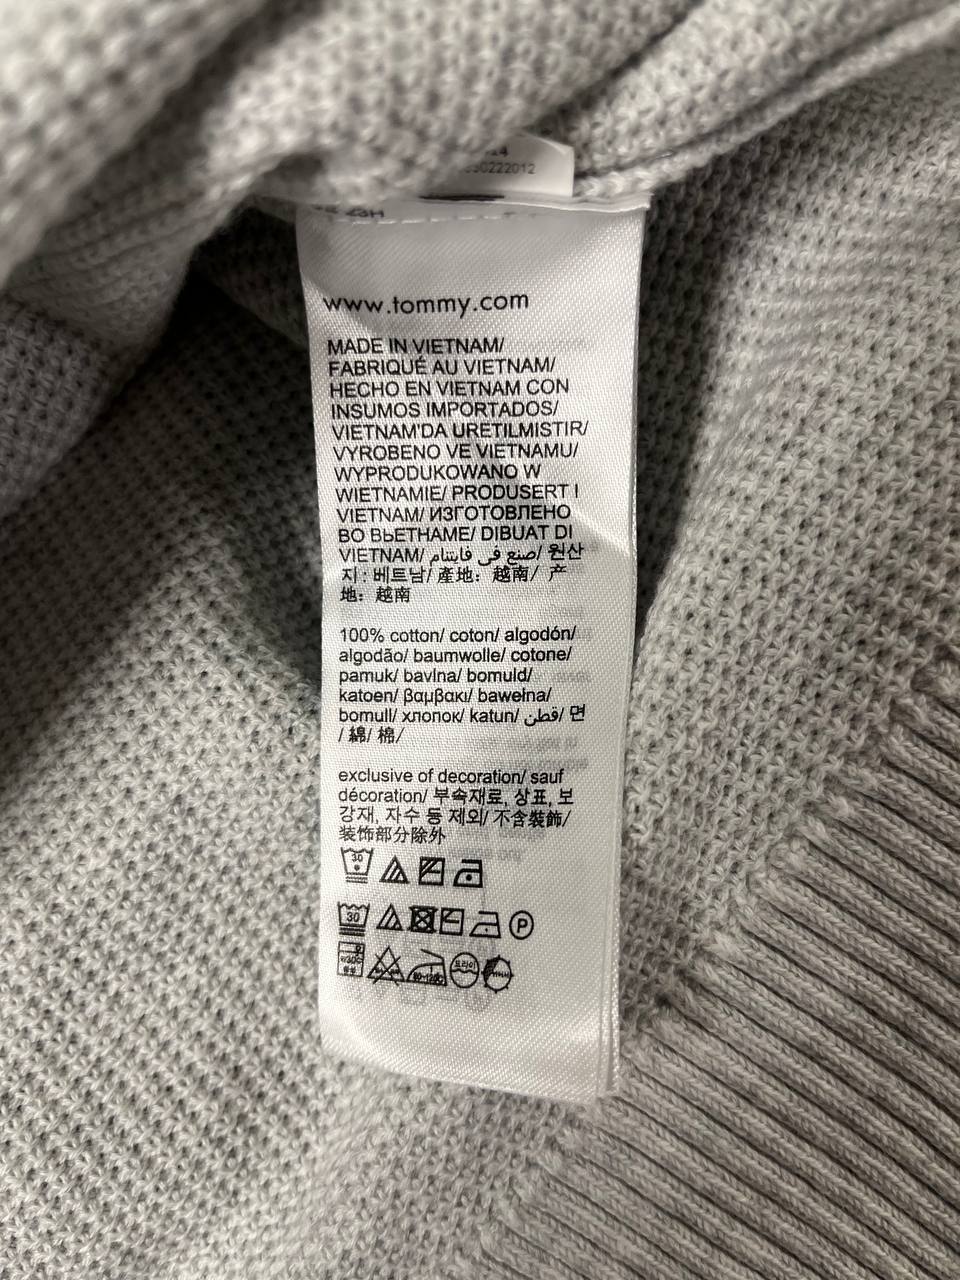 23H
www.tommy.com
MADE IN VIETNAM/
FABRIQUÉ AU VIETNAM/
HECHO EN VIETNAM CON
INSUMOS IMPORTADOS/
VIETNAM'DA URETILMISTIR/
VYROBENO VE VIETNAMU/
WYPRODUKOWANO W
WIETNAMIE/ PRODUSERT I
VIETNAM/ ИЗГОТОВЛЕНО
ВО ВЬЕТНАМЕ/ DIBUAT DI
VIETNAM/ صنع في فايتنام/ 원산
지 : 베트남/ 產地：越南/ 产
地：越南
100% cotton/ coton/ algodón/
algodão/ baumwolle/ cotone/
pamuk/ bavlna/ bomuld/
katoen/ βαμβακι/ bawełna/
bomull/ хлопок/ katun/ قطن/ 면
/ 綿/ 棉/
exclusive of decoration/ sauf
décoration/ 부속재료, 상표, 보
강재, 자수 등 제외/ 不含裝飾/
装饰部分除外
30
30
P